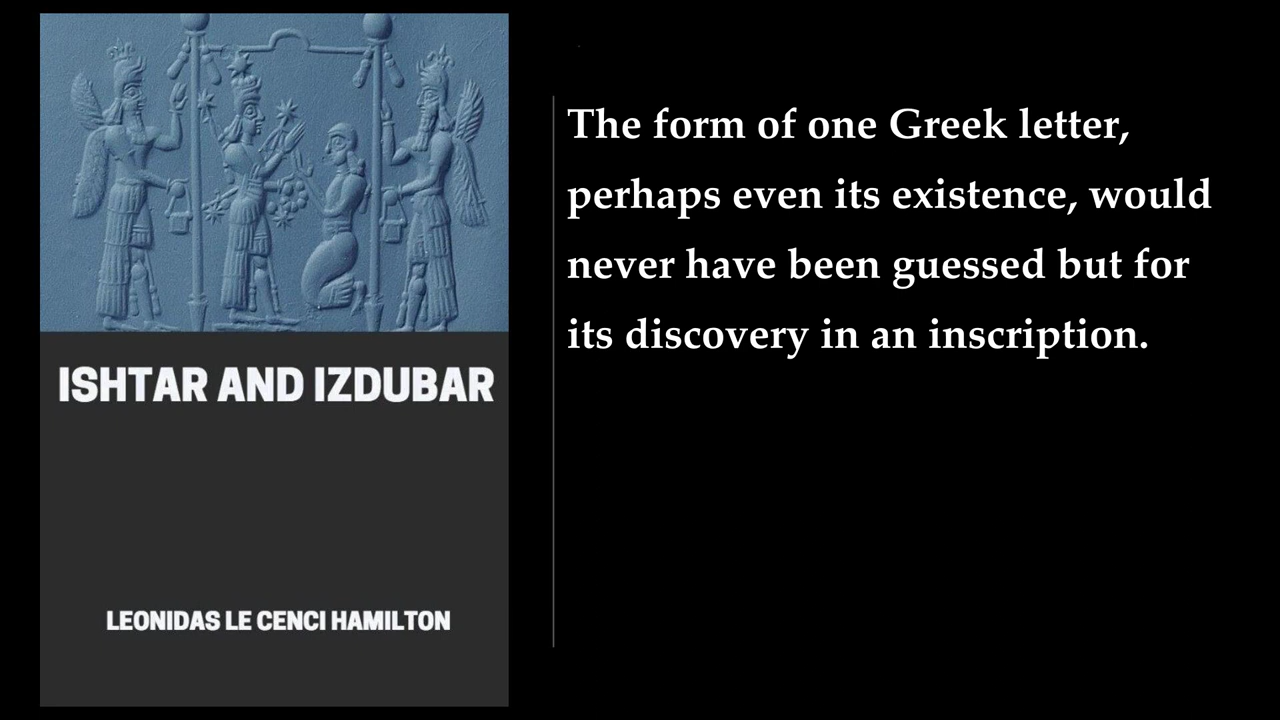 ISHTAR AND IZDUBAR
LEONIDAS LE CENCI HAMILTON
The form of one Greek letter,
perhaps even its existence, would
never have been guessed but for
its discovery in an inscription.